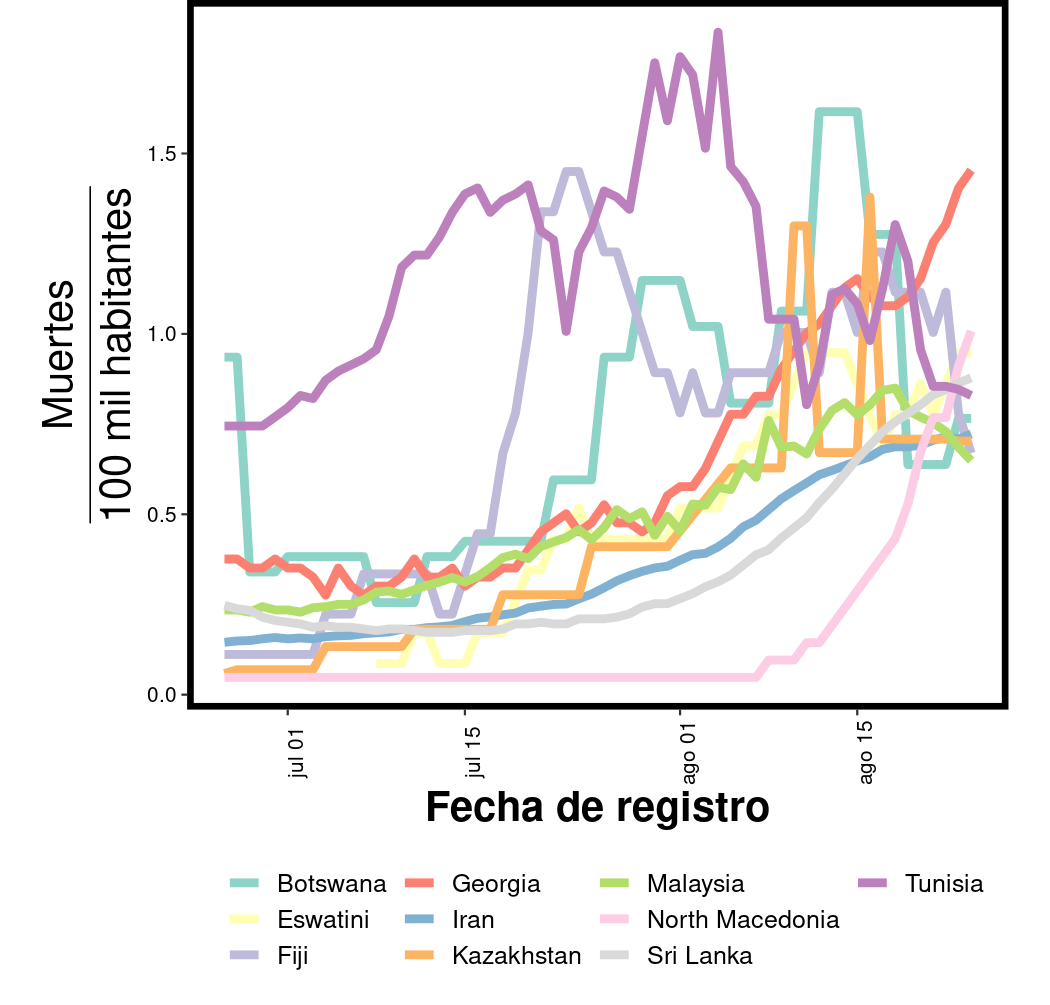 Muertes
100 mil habitantes
1.5
1.0
0.5
0.0
jul 01
jul 15
ago 01
ago 15
Fecha de registro
Botswana
Georgia
Malaysia
Tunisia
Eswatini
Iran
North Macedonia
Fiji
Kazakhstan
Sri Lanka